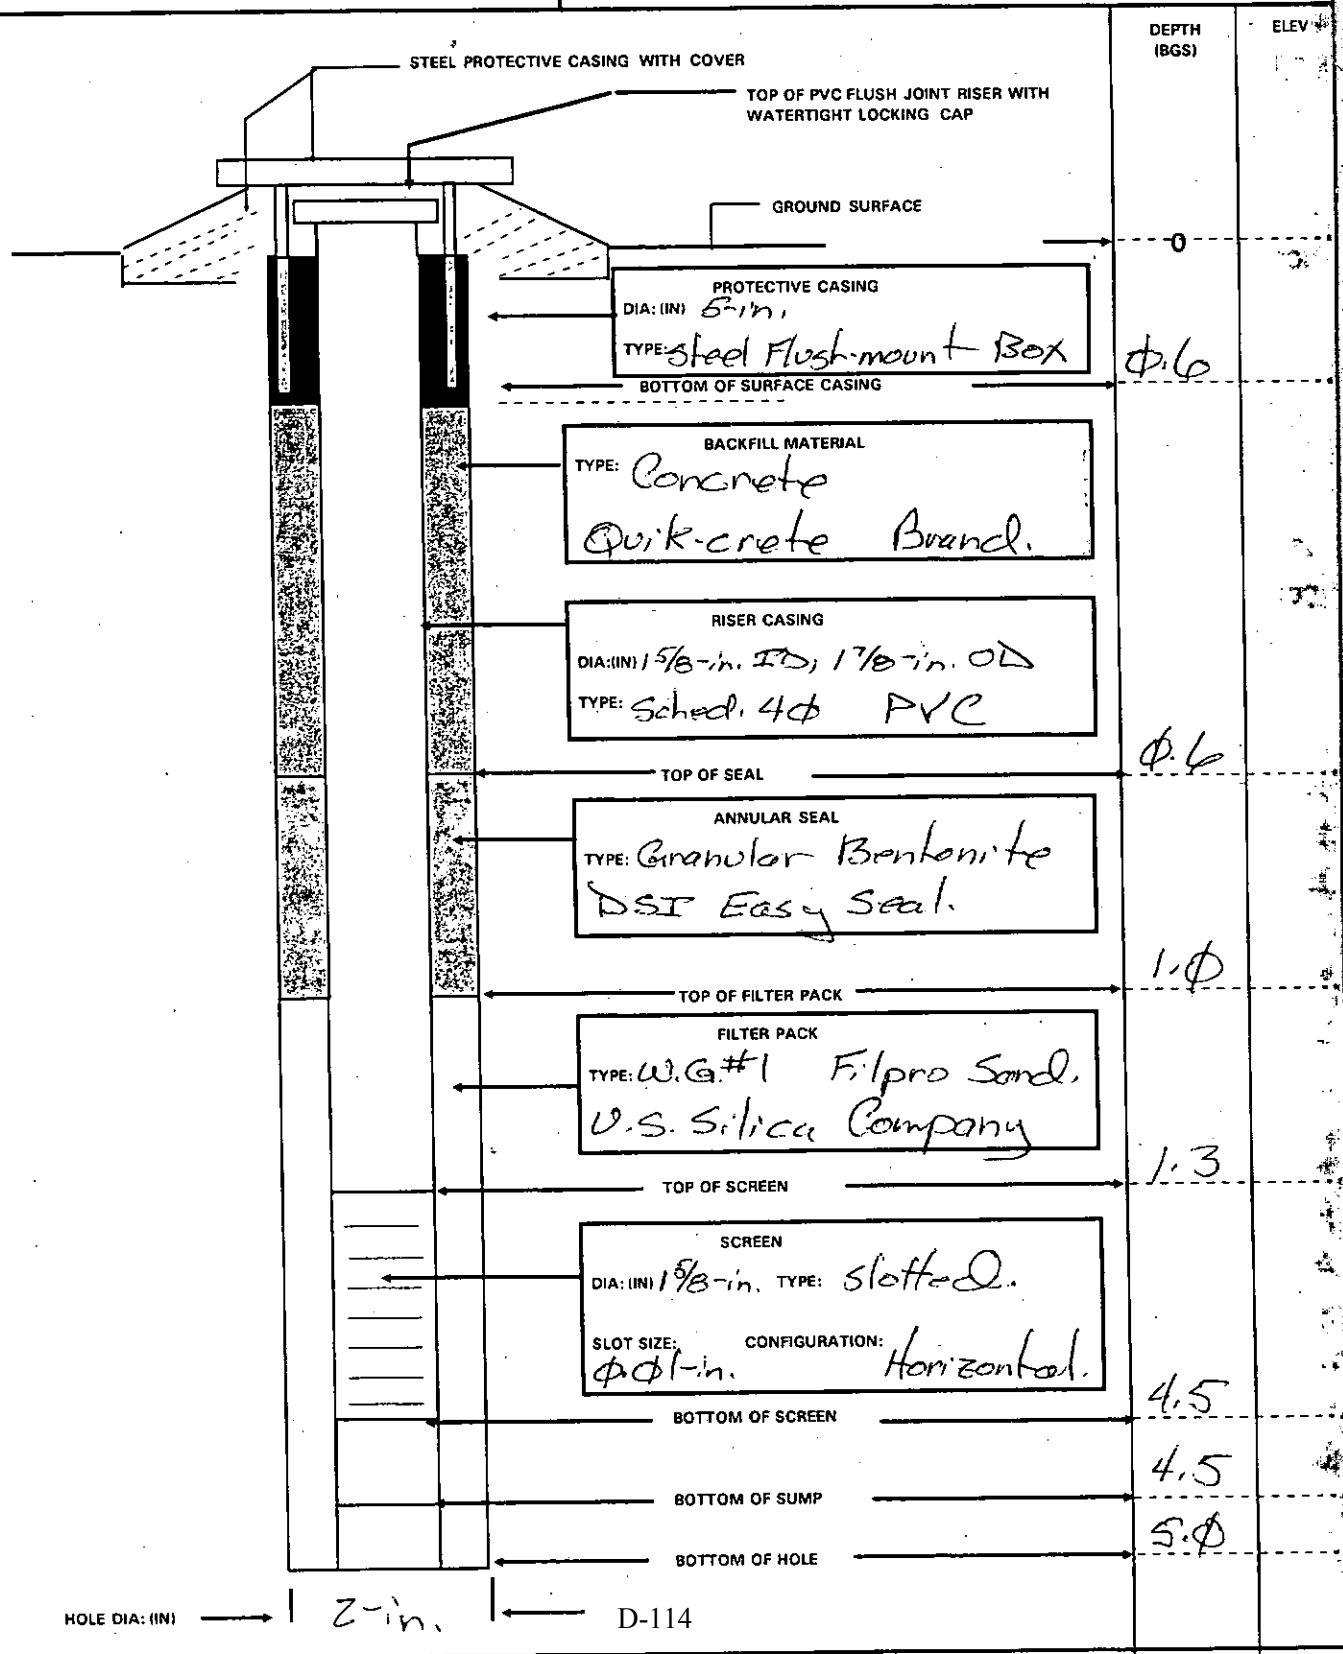 DEPTH
(BGS)
ELEV
STEEL PROTECTIVE CASING WITH COVER
TOP OF PVC FLUSH JOINT RISER WITH
WATERTIGHT LOCKING CAP
GROUND SURFACE
0
PROTECTIVE CASING
DIA: (IN) 5-in.
TYPE: Steel Flush-mount Box
Ø.6
BOTTOM OF SURFACE CASING
BACKFILL MATERIAL
TYPE: Concrete
Quik-crete Brand.
RISER CASING
DIA:(IN) 1 5/8-in. ID; 1 7/8-in. OD
TYPE: Sched. 4Ø PVC
Ø.6
TOP OF SEAL
ANNULAR SEAL
TYPE: Granular Bentonite
DSI Easy Seal.
1.Ø
TOP OF FILTER PACK
FILTER PACK
TYPE: W.G.#1 Filpro Sand.
U.S. Silica Company
1.3
TOP OF SCREEN
SCREEN
DIA: (IN) 1 5/8-in. TYPE: Slotted.
SLOT SIZE: CONFIGURATION:
Ø.Ø1-in. Horizontal.
4.5
BOTTOM OF SCREEN
4.5
BOTTOM OF SUMP
5.Ø
BOTTOM OF HOLE
HOLE DIA: (IN) 2-in. D-114